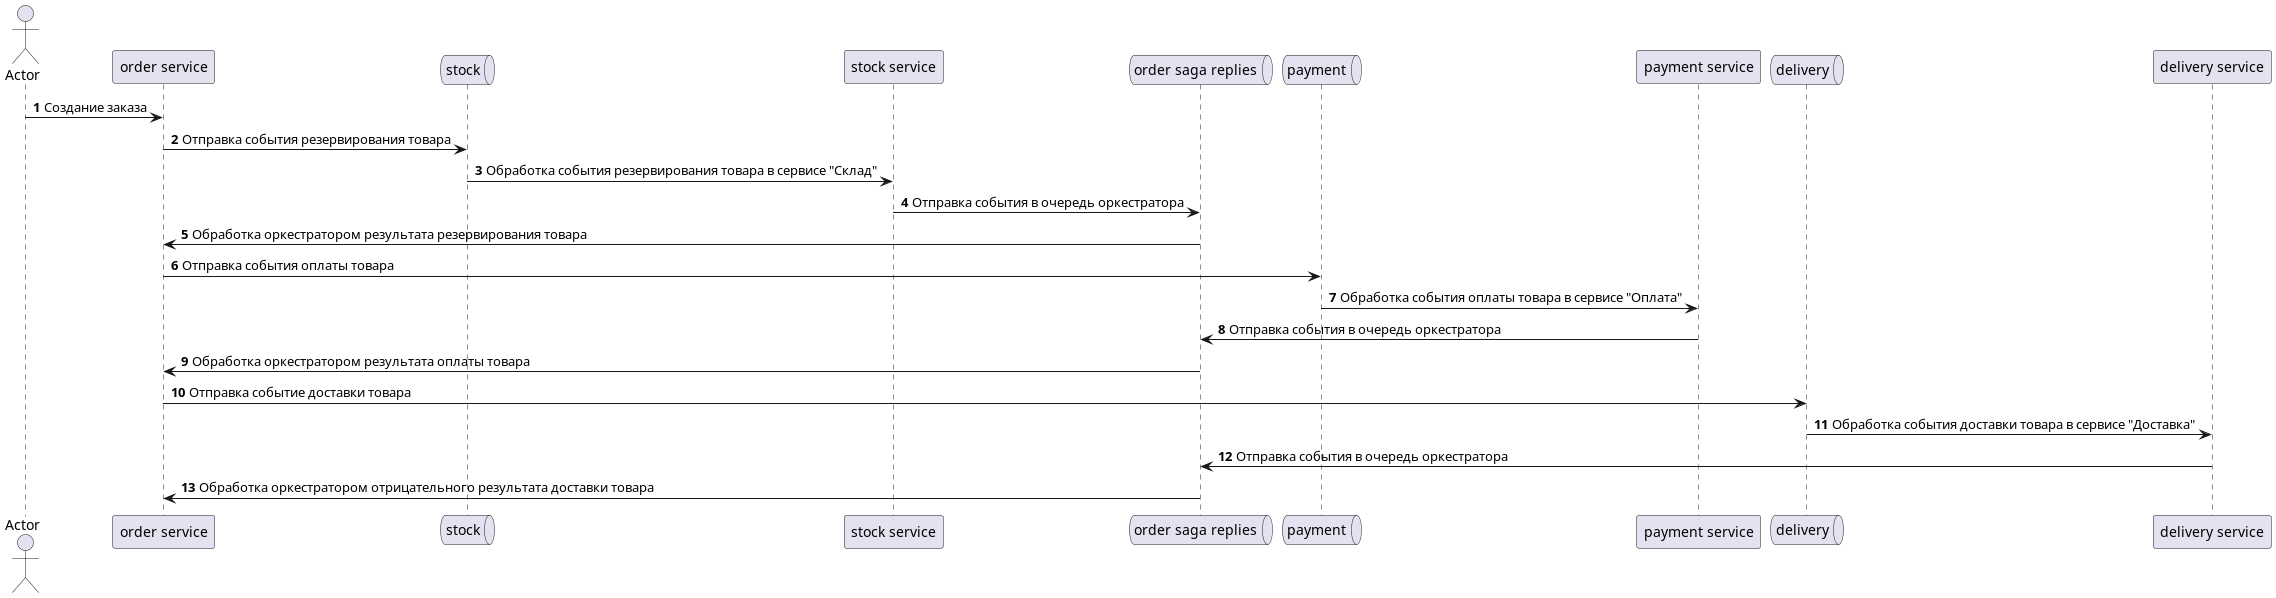 Actor
order service
stock
stock service
order saga replies
payment
payment service
delivery
delivery service
1 Создание заказа
2 Отправка события резервирования товара
3 Обработка события резервирования товара в сервисе "Склад"
4 Отправка события в очередь оркестратора
5 Обработка оркестратором результата резервирования товара
6 Отправка события оплаты товара
7 Обработка события оплаты товара в сервисе "Оплата"
8 Отправка события в очередь оркестратора
9 Обработка оркестратором результата оплаты товара
10 Отправка событие доставки товара
11 Обработка события доставки товара в сервисе "Доставка"
12 Отправка события в очередь оркестратора
13 Обработка оркестратором отрицательного результата доставки товара
Actor
order service
stock
stock service
order saga replies
payment
payment service
delivery
delivery service